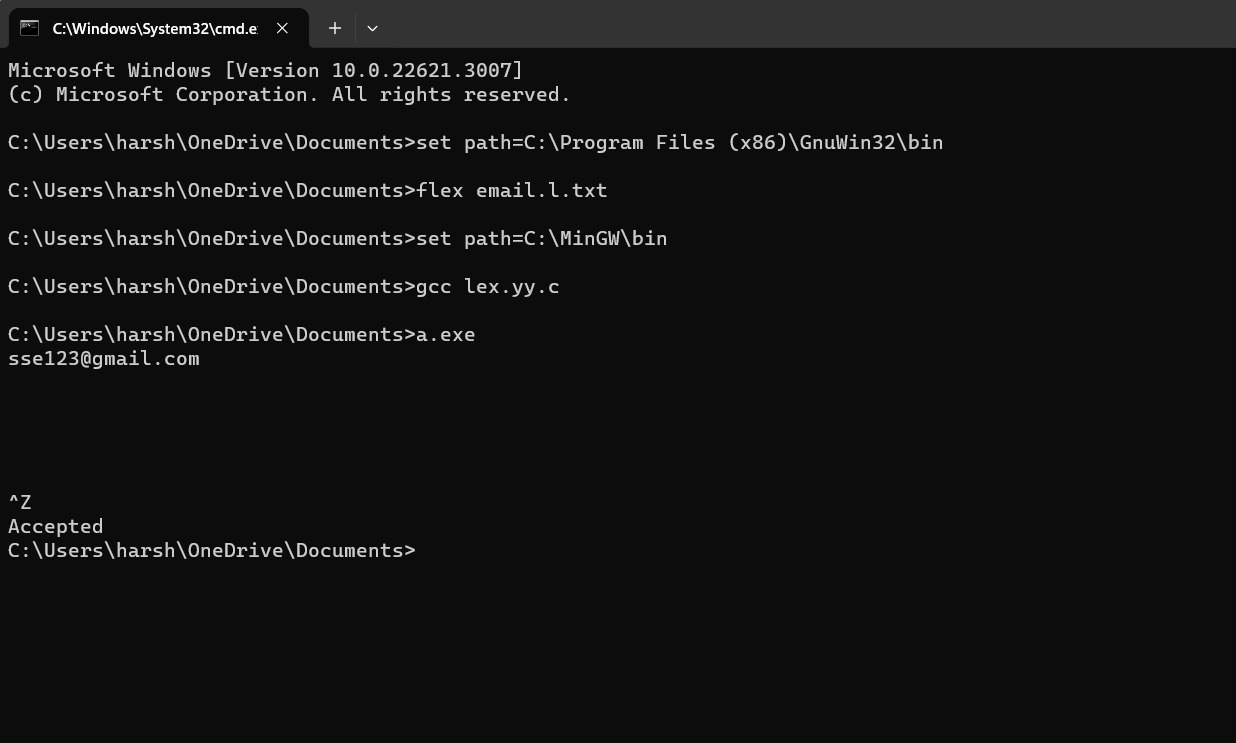 C:\Windows\System32\cmd.e
Microsoft Windows [Version 10.0.22621.3007]
(c) Microsoft Corporation. All rights reserved.
C:\Users\harsh\OneDrive\Documents>set path=C:\Program Files (x86)\GnuWin32\bin
C:\Users\harsh\OneDrive\Documents>flex email.l.txt
C:\Users\harsh\OneDrive\Documents>set path=C:\MinGW\bin
C:\Users\harsh\OneDrive\Documents>gcc lex.yy.c
C:\Users\harsh\OneDrive\Documents>a.exe
sse123@gmail.com
^Z
Accepted
C:\Users\harsh\OneDrive\Documents>